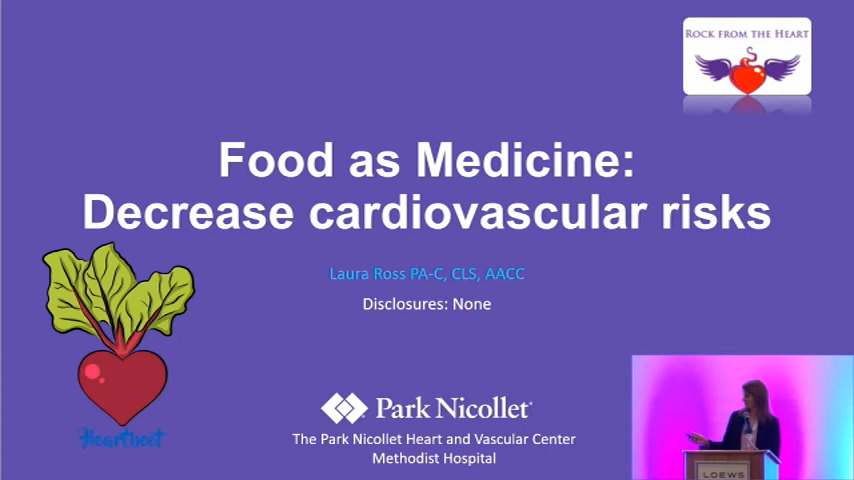 ROCK FROM THE HEART
Food as Medicine:
Decrease cardiovascular risks
Laura Ross PA-C, CLS, AACC
Disclosures: None
Heartbeet
Park Nicollet
The Park Nicollet Heart and Vascular Center
Methodist Hospital
LOEWS